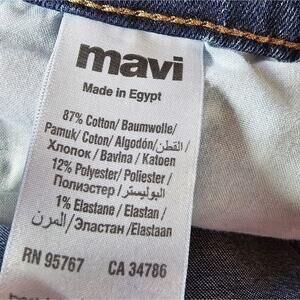 mavi
Made in Egypt
87% Cotton/ Baumwolle/
Pamuk/ Coton/ Algodón/القطن/
Хлопок/ Bavlna / Katoen
12% Polyester/ Poliester /
Полиэстер/ البوليستر/
1% Elastane/ Elastan /
المرن/ Эластан /Elastaan
RN 95767 CA 34786